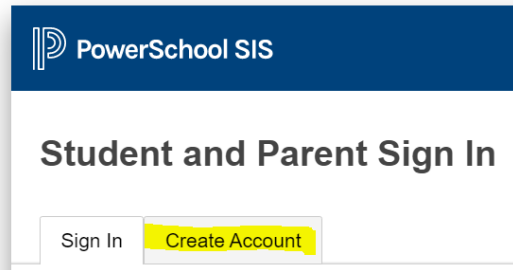 PowerSchool SIS
Student and Parent Sign In
Sign In Create Account